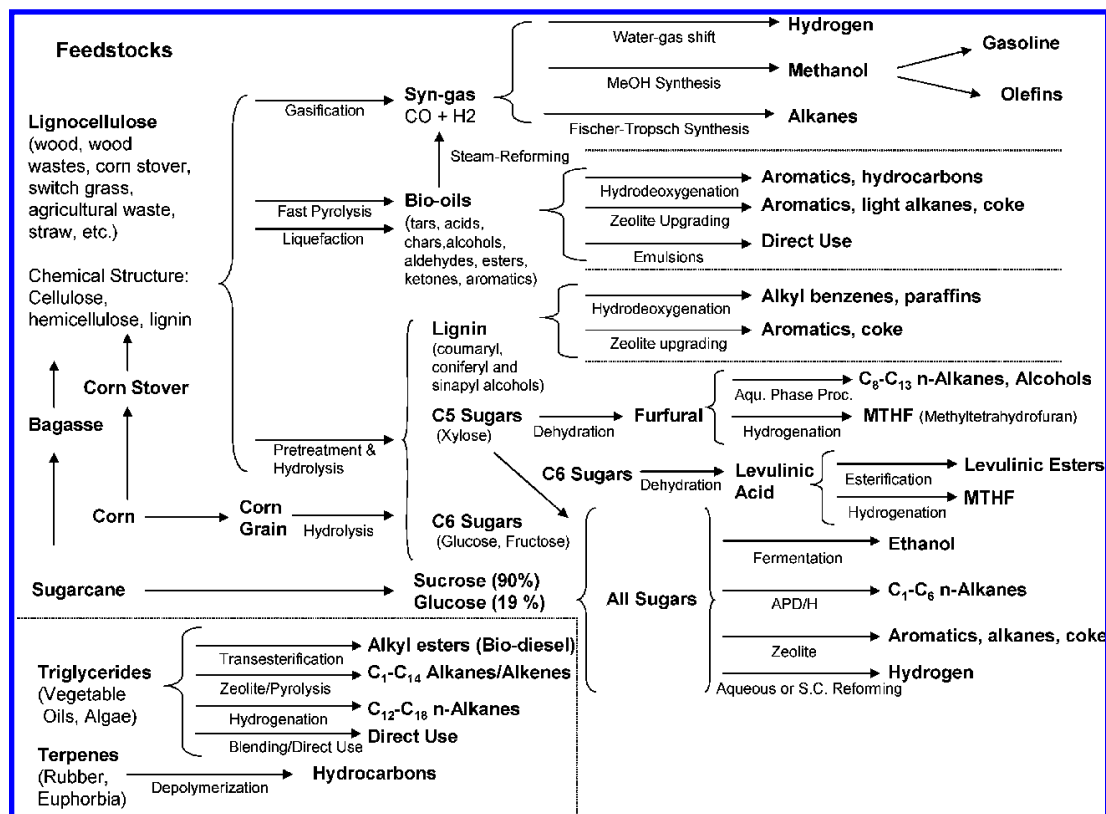 Feedstocks
Lignocellulose
(wood, wood
wastes, corn stover,
switch grass,
agricultural waste,
straw, etc.)
Chemical Structure:
Cellulose,
hemicellulose, lignin
Corn Stover
Bagasse
Corn
Corn
Grain
Sugarcane
Gasification
Fast Pyrolysis
Liquefaction
Pretreatment &
Hydrolysis
Hydrolysis
Syn-gas
CO + H2
Steam-Reforming
Bio-oils
(tars, acids,
chars,alcohols,
aldehydes, esters,
ketones, aromatics)
Water-gas shift
Hydrogen
MeOH Synthesis
Methanol
Gasoline
Olefins
Fischer-Tropsch Synthesis
Alkanes
Hydrodeoxygenation
Aromatics, hydrocarbons
Zeolite Upgrading
Aromatics, light alkanes, coke
Emulsions
Direct Use
Lignin
(coumaryl,
coniferyl and
sinapyl alcohols)
Hydrodeoxygenation
Alkyl benzenes, paraffins
Zeolite upgrading
Aromatics, coke
C5 Sugars
(Xylose)
Dehydration
Furfural
Aqu. Phase Proc.
C8-C13 n-Alkanes, Alcohols
Hydrogenation
MTHF (Methyltetrahydrofuran)
C6 Sugars
Dehydration
Levulinic
Acid
Esterification
Levulinic Esters
Hydrogenation
MTHF
C6 Sugars
(Glucose, Fructose)
Sucrose (90%)
Glucose (19 %)
All Sugars
Fermentation
Ethanol
APD/H
C1-C6 n-Alkanes
Zeolite
Aromatics, alkanes, coke
Aqueous or S.C. Reforming
Hydrogen
Triglycerides
(Vegetable
Oils, Algae)
Transesterification
Alkyl esters (Bio-diesel)
Zeolite/Pyrolysis
C1-C14 Alkanes/Alkenes
Hydrogenation
C12-C18 n-Alkanes
Blending/Direct Use
Direct Use
Terpenes
(Rubber,
Euphorbia)
Depolymerization
Hydrocarbons